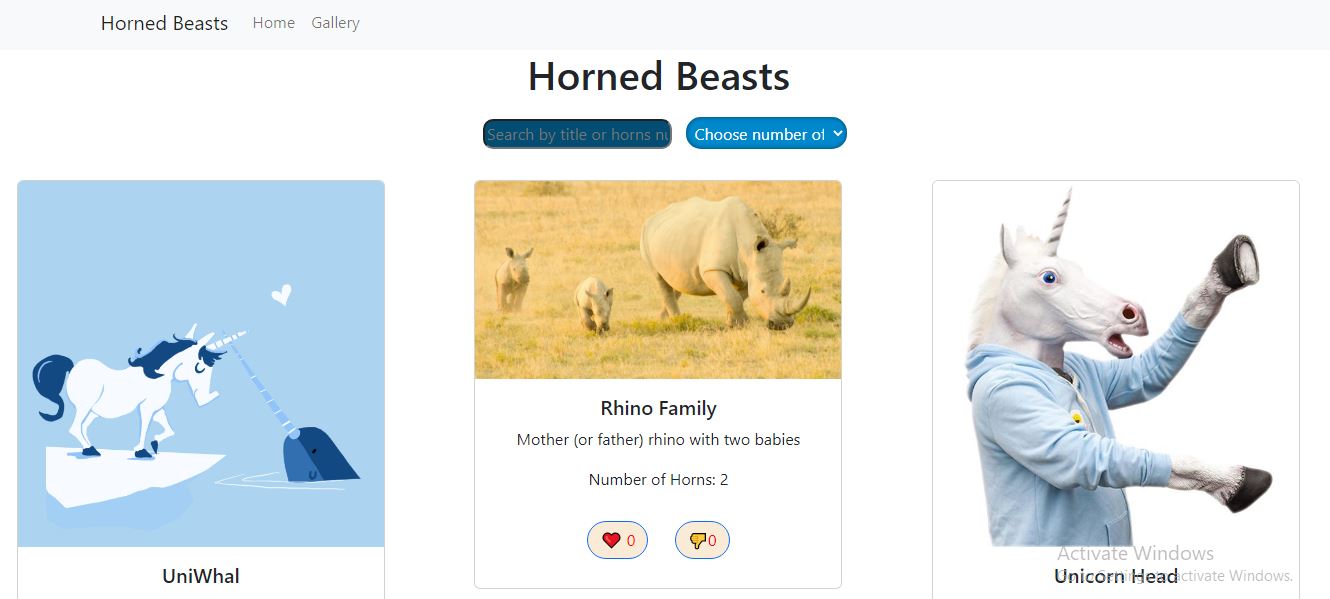 Horned Beasts Home Gallery
Horned Beasts
Search by title or horns nu
Choose number of
Rhino Family
Mother (or father) rhino with two babies
Number of Horns: 2
0 0
UniWhal
Unicorn Head
Activate Windows
Go to Settings to activate Windows.